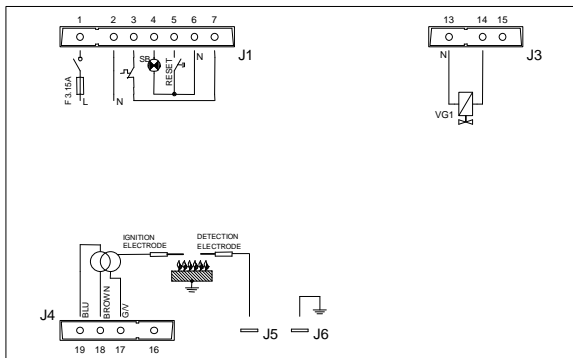 1 2 3 4 5 6 7
J1
SB
RESET
N
F 3.15A
L
N
13 14 15
J3
N
VG1
IGNITION
ELECTRODE
DETECTION
ELECTRODE
BLU
BROWN
G/V
J4
19 18 17 16
J5
J6